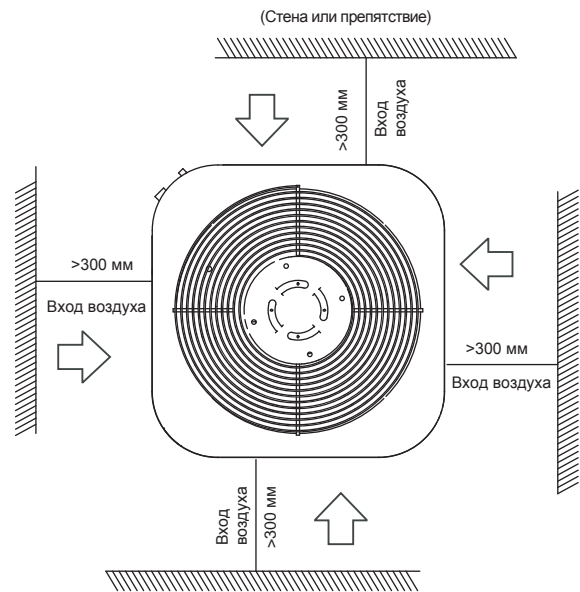 (Стена или препятствие)
>300 мм
Вход
воздуха
>300 мм
Вход воздуха
>300 мм
Вход воздуха
Вход
воздуха
>300 мм